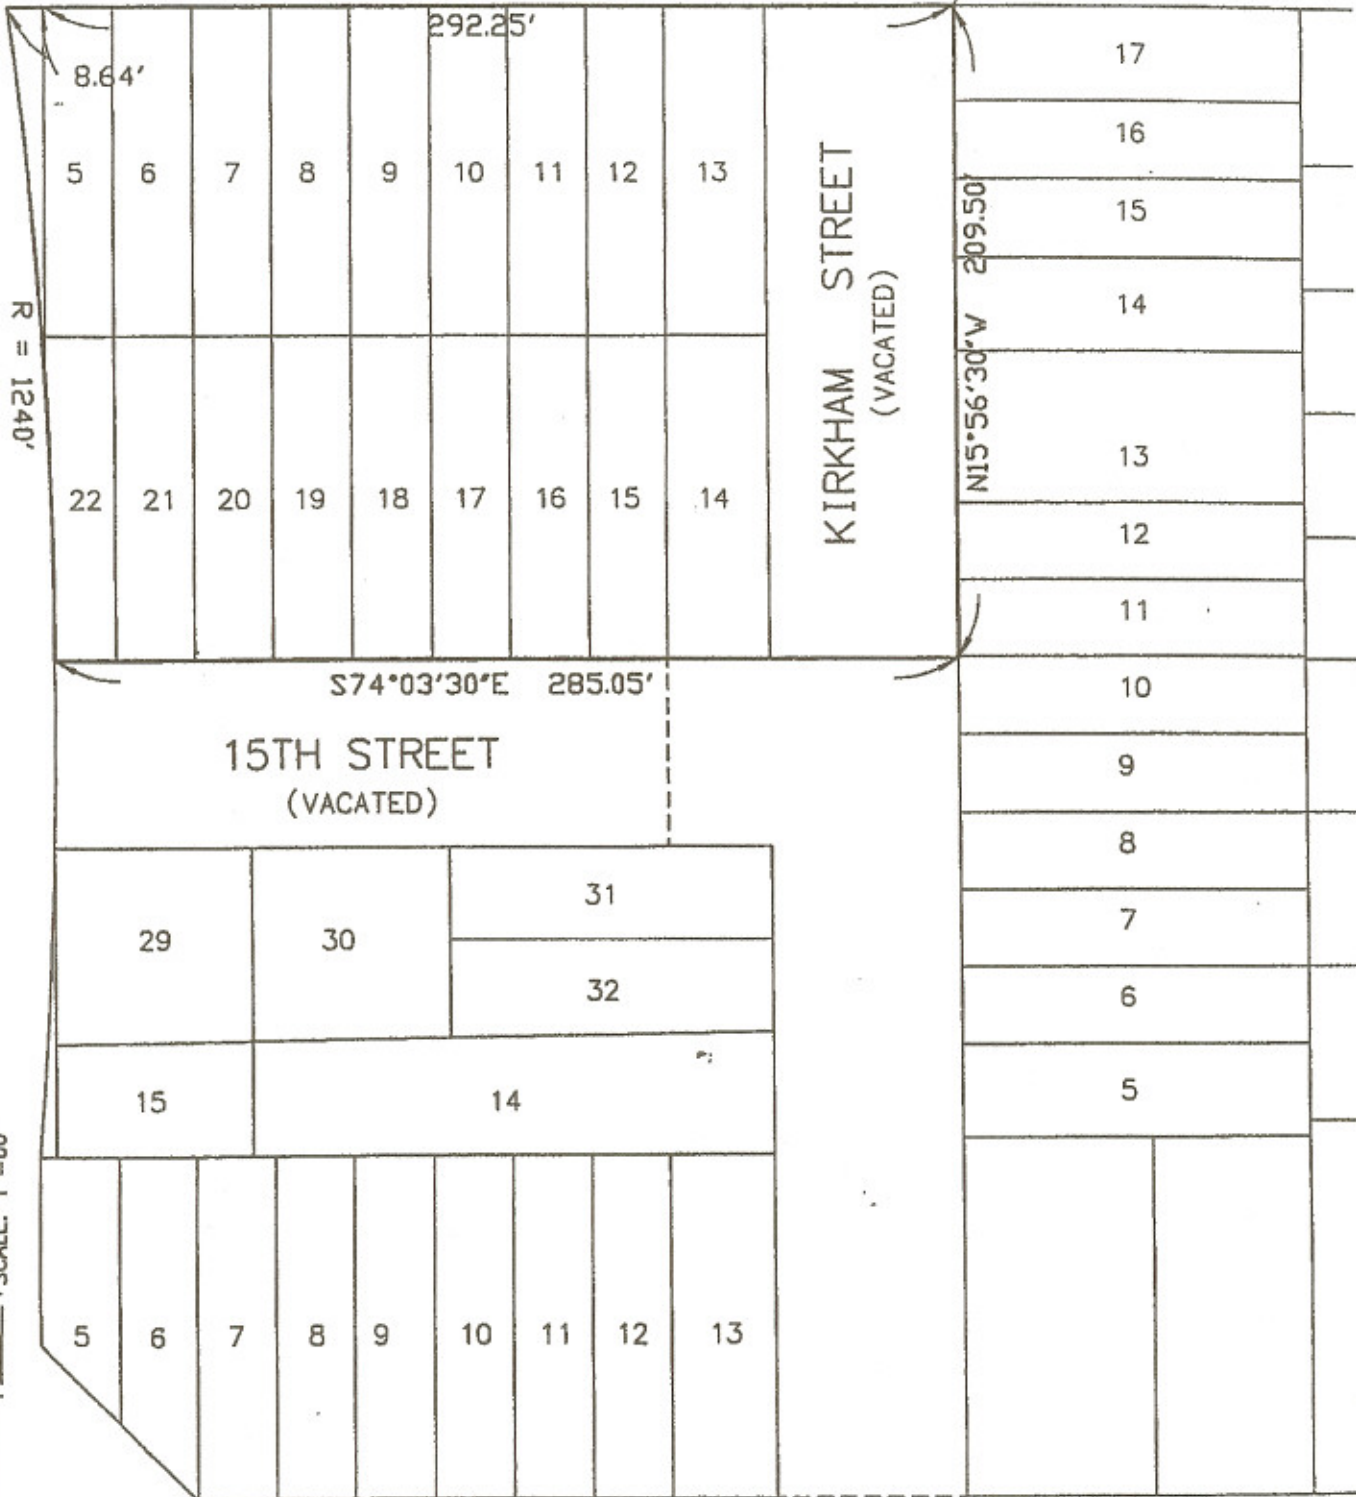 292.25'
8.64'
5 6 7 8 9 10 11 12 13
R = 1240'
22 21 20 19 18 17 16 15 14
KIRKHAM STREET
(VACATED)
N15°56'30"W 209.50'
S74°03'30"E 285.05'
15TH STREET
(VACATED)
29 30 31
32
15 14
5 6 7 8 9 10 11 12 13
17
16
15
14
13
12
11
10
9
8
7
6
5